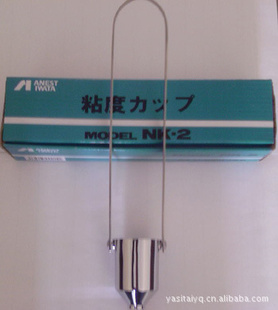 ANEST
IWATA
粘度カップ
MODEL NK-2
yazitaiyq.cn.alibaba.com